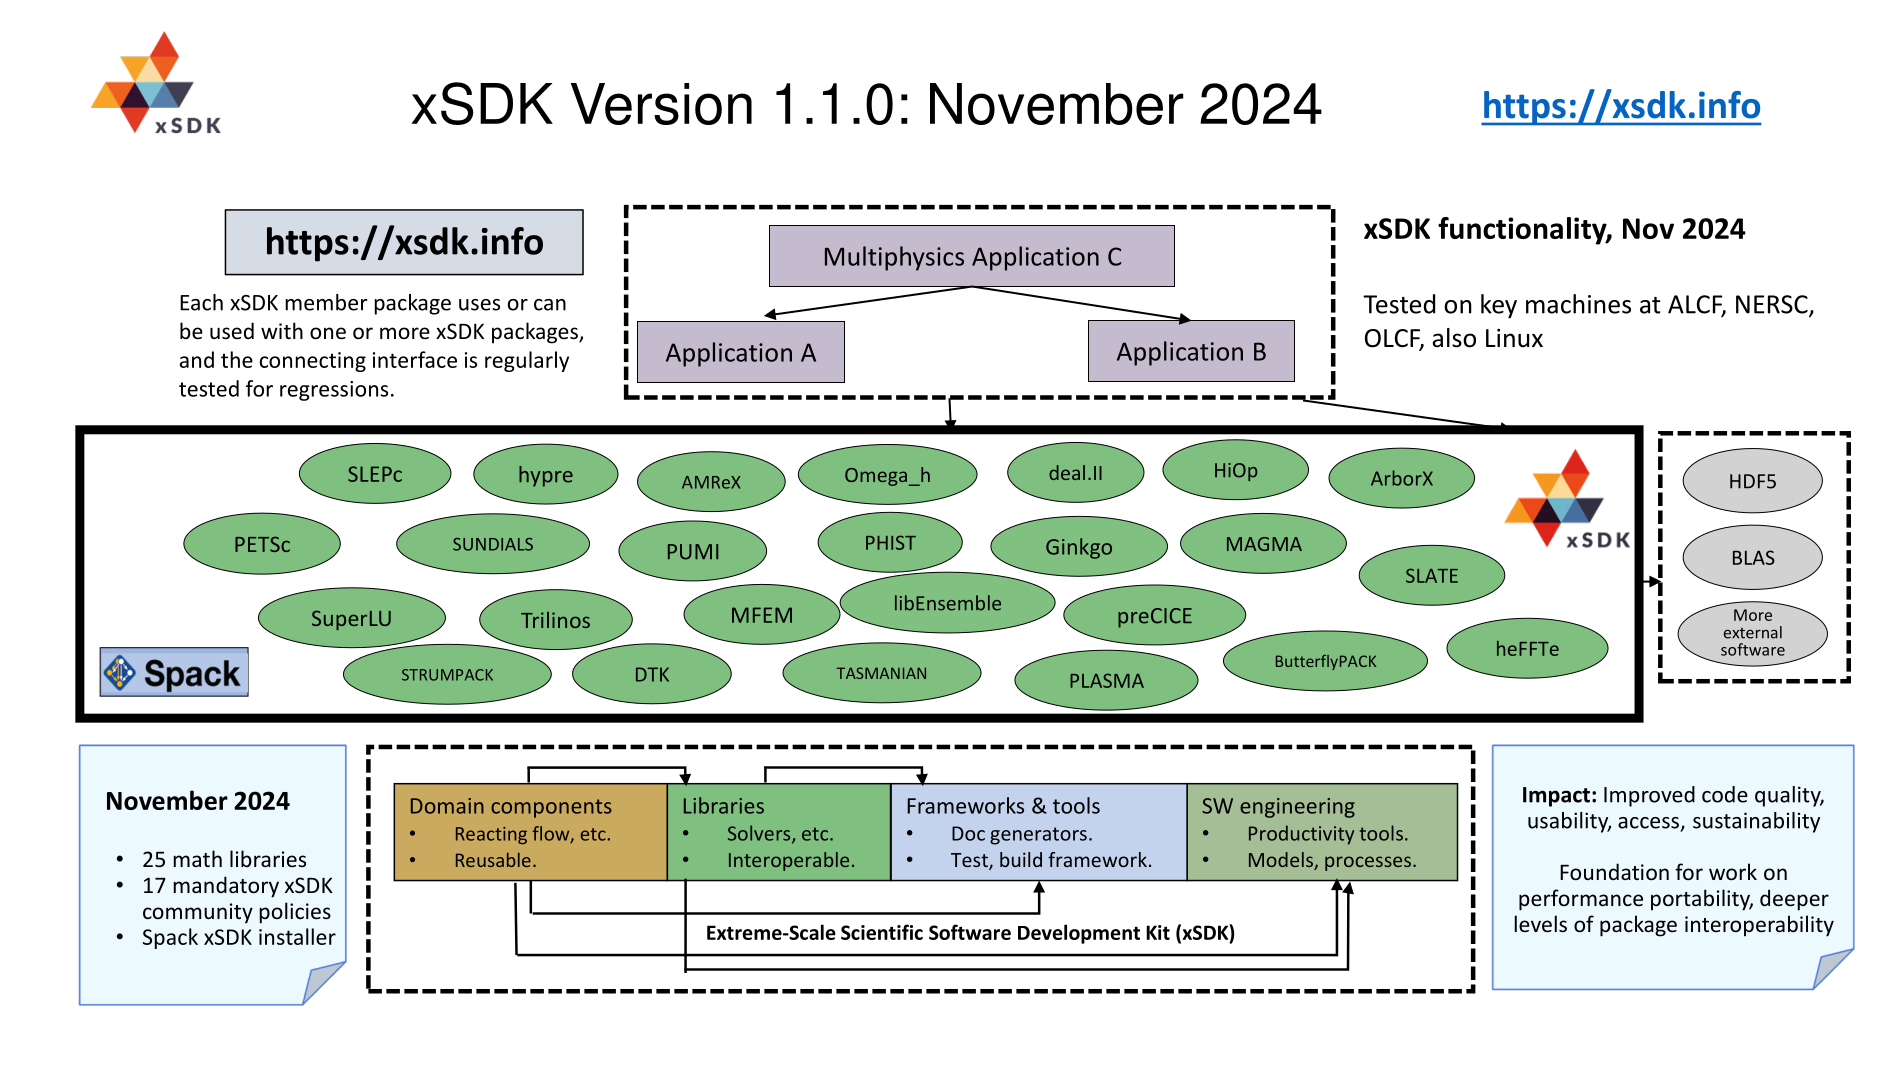 xSDK
xSDK Version 1.1.0: November 2024
https://xsdk.info
https://xsdk.info
Each xSDK member package uses or can
be used with one or more xSDK packages,
and the connecting interface is regularly
tested for regressions.
Multiphysics Application C
Application A
Application B
xSDK functionality, Nov 2024
Tested on key machines at ALCF, NERSC,
OLCF, also Linux
SLEPc
hypre
AMReX
Omega_h
deal.II
HiOp
ArborX
PETSc
SUNDIALS
PUMI
PHIST
Ginkgo
MAGMA
SLATE
xSDK
SuperLU
Trilinos
MFEM
libEnsemble
preCICE
heFFTe
STRUMPACK
DTK
TASMANIAN
PLASMA
ButterflyPACK
Spack
HDF5
BLAS
More
external
software
November 2024
• 25 math libraries
• 17 mandatory xSDK
community policies
• Spack xSDK installer
Domain components
• Reacting flow, etc.
• Reusable.
Libraries
• Solvers, etc.
• Interoperable.
Frameworks & tools
• Doc generators.
• Test, build framework.
SW engineering
• Productivity tools.
• Models, processes.
Extreme-Scale Scientific Software Development Kit (xSDK)
Impact: Improved code quality,
usability, access, sustainability
Foundation for work on
performance portability, deeper
levels of package interoperability